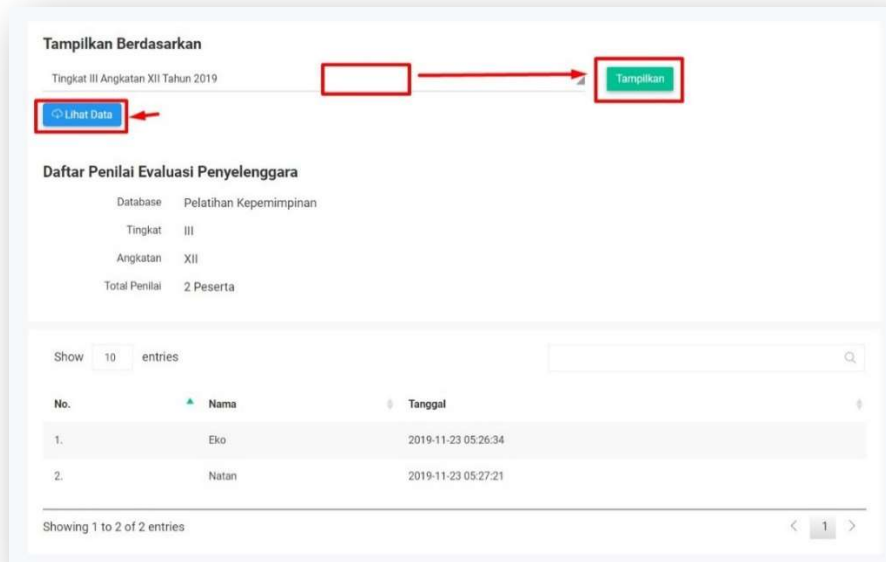 Tampilkan Berdasarkan
Tingkat III Angkatan XII Tahun 2019
Tampilkan
Lihat Data
Daftar Penilai Evaluasi Penyelenggara
Database Pelatihan Kepemimpinan
Tingkat III
Angkatan XII
Total Penilai 2 Peserta
Show 10 entries
No. Nama Tanggal
1. Eko 2019-11-23 05:26:34
2. Natan 2019-11-23 05:27:21
Showing 1 to 2 of 2 entries
< 1 >